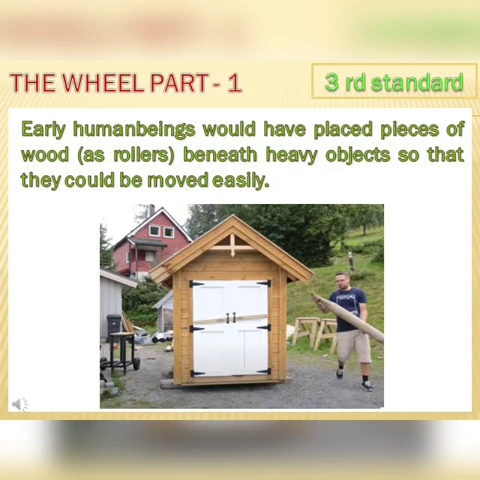 THE WHEEL PART - 1
3 rd standard
Early humanbeings would have placed pieces of
wood (as rollers) beneath heavy objects so that
they could be moved easily.